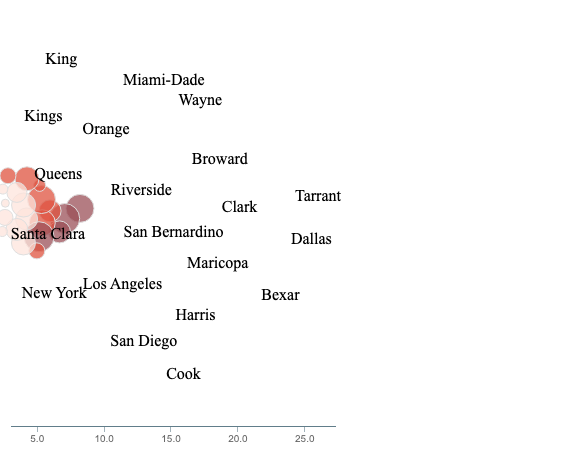 King
Miami-Dade
Wayne
Kings
Orange
Broward
Queens
Riverside
Tarrant
Clark
Santa Clara
San Bernardino
Dallas
Maricopa
Los Angeles
New York
Bexar
Harris
San Diego
Cook
5.0 10.0 15.0 20.0 25.0